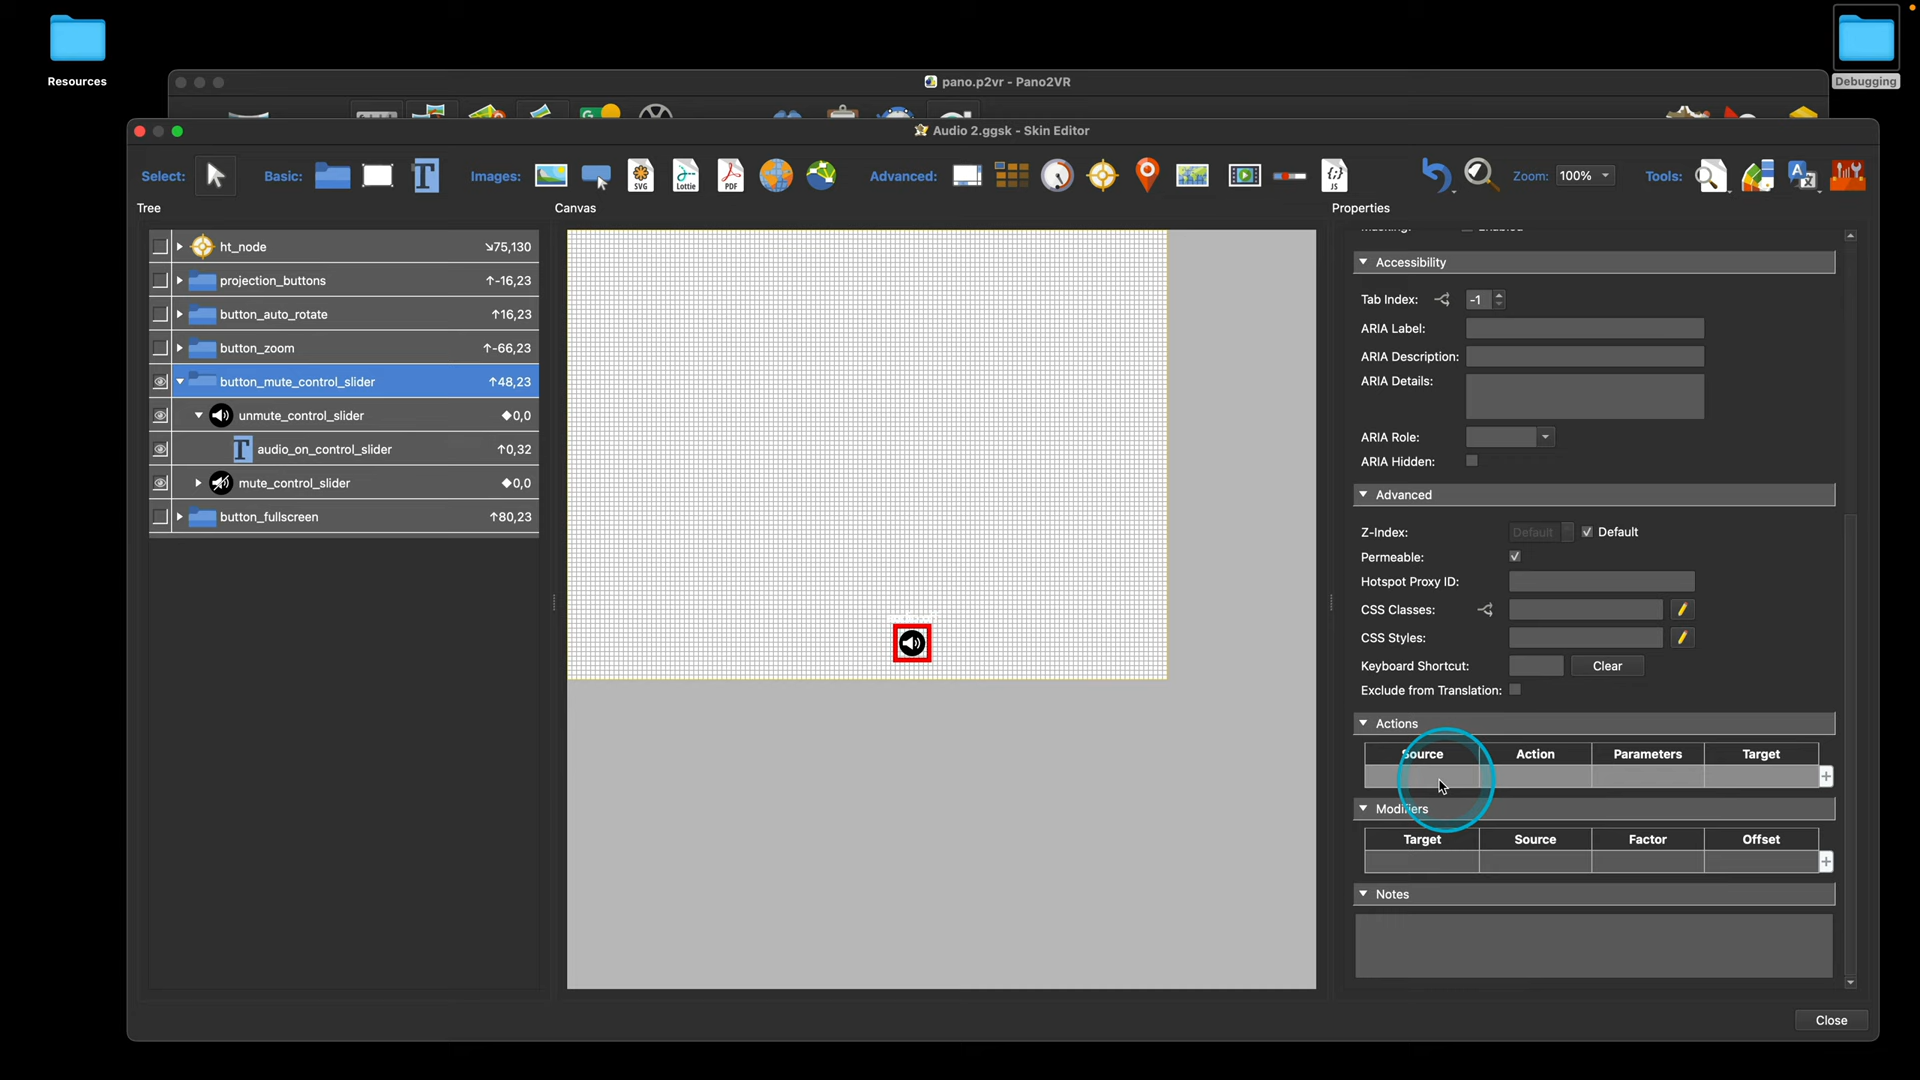 Resources
Debugging
pano.p2vr - Pano2VR
Audio 2.ggsk - Skin Editor
Select:
Basic:
T
Images:
SVG
Lottie
PDF
Advanced:
JS
Zoom: 100%
Tools:
Tree
Canvas
Properties
ht_node ↘75,130
projection_buttons ↑-16,23
button_auto_rotate ↑16,23
button_zoom ↑-66,23
button_mute_control_slider ↑48,23
unmute_control_slider ◆0,0
T audio_on_control_slider ↑0,32
mute_control_slider ◆0,0
button_fullscreen ↑80,23
Accessibility
Tab Index: -1
ARIA Label:
ARIA Description:
ARIA Details:
ARIA Role:
ARIA Hidden:
Advanced
Z-Index: Default Default
Permeable:
Hotspot Proxy ID:
CSS Classes:
CSS Styles:
Keyboard Shortcut: Clear
Exclude from Translation:
Actions
Source Action Parameters Target
Modifiers
Target Source Factor Offset
Notes
Close